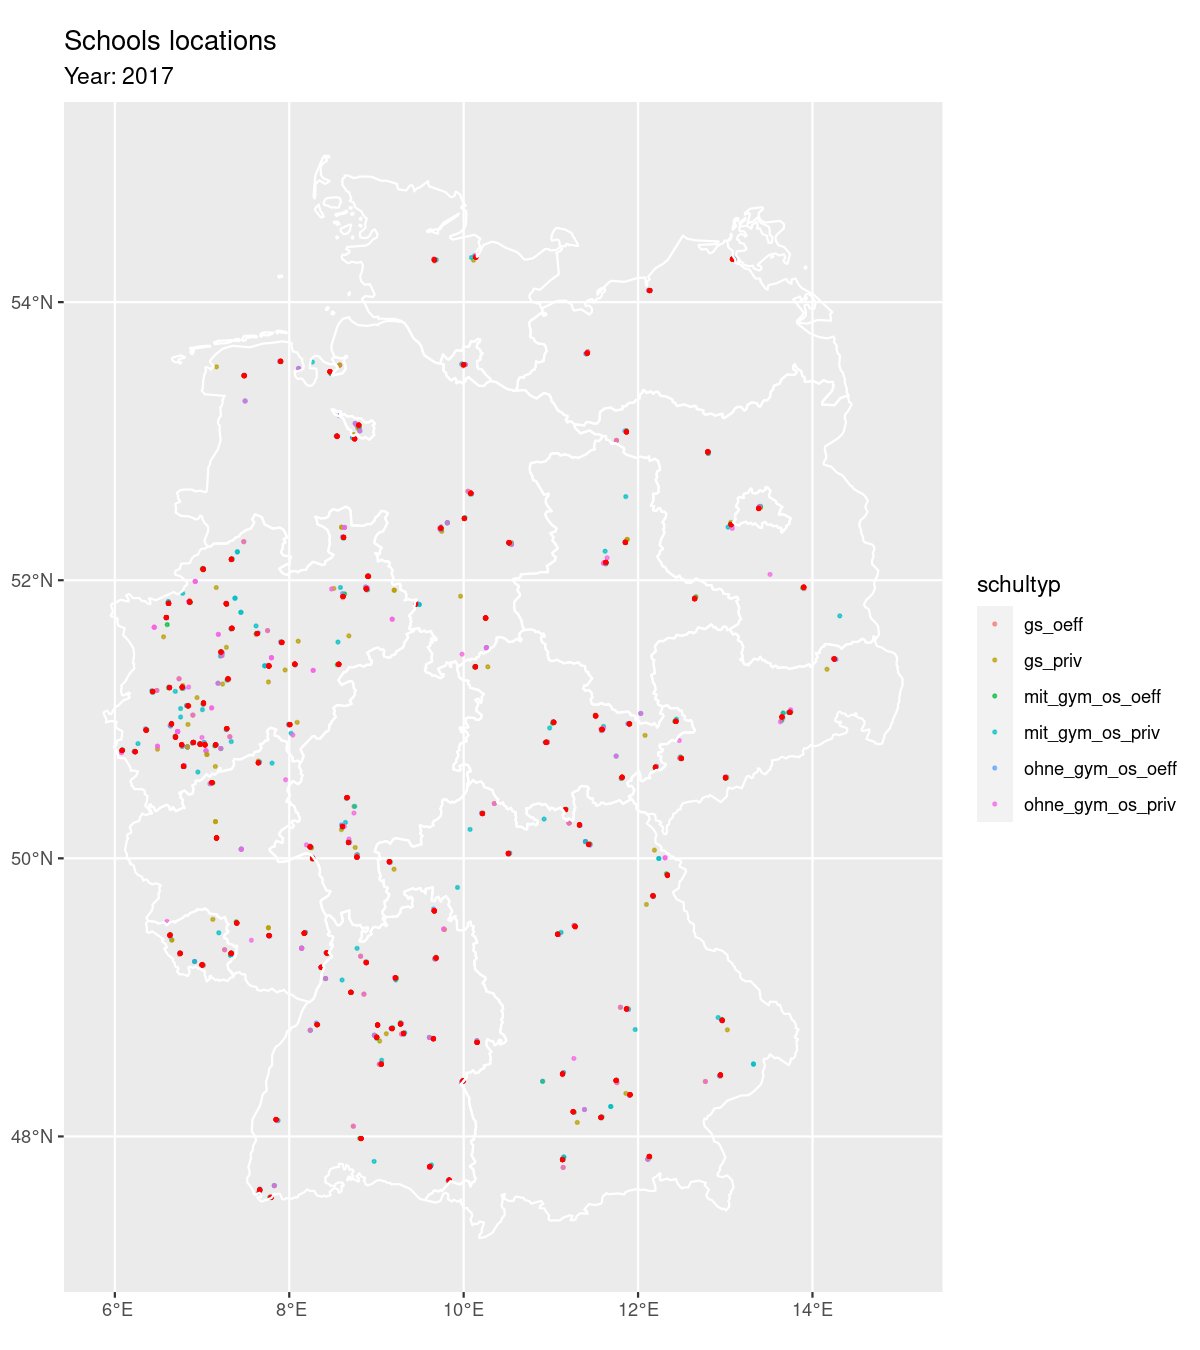 Schools locations
Year: 2017
54°N
52°N
50°N
48°N
6°E
8°E
10°E
12°E
14°E
schultyp
gs_oeff
gs_priv
mit_gym_os_oeff
mit_gym_os_priv
ohne_gym_os_oeff
ohne_gym_os_priv